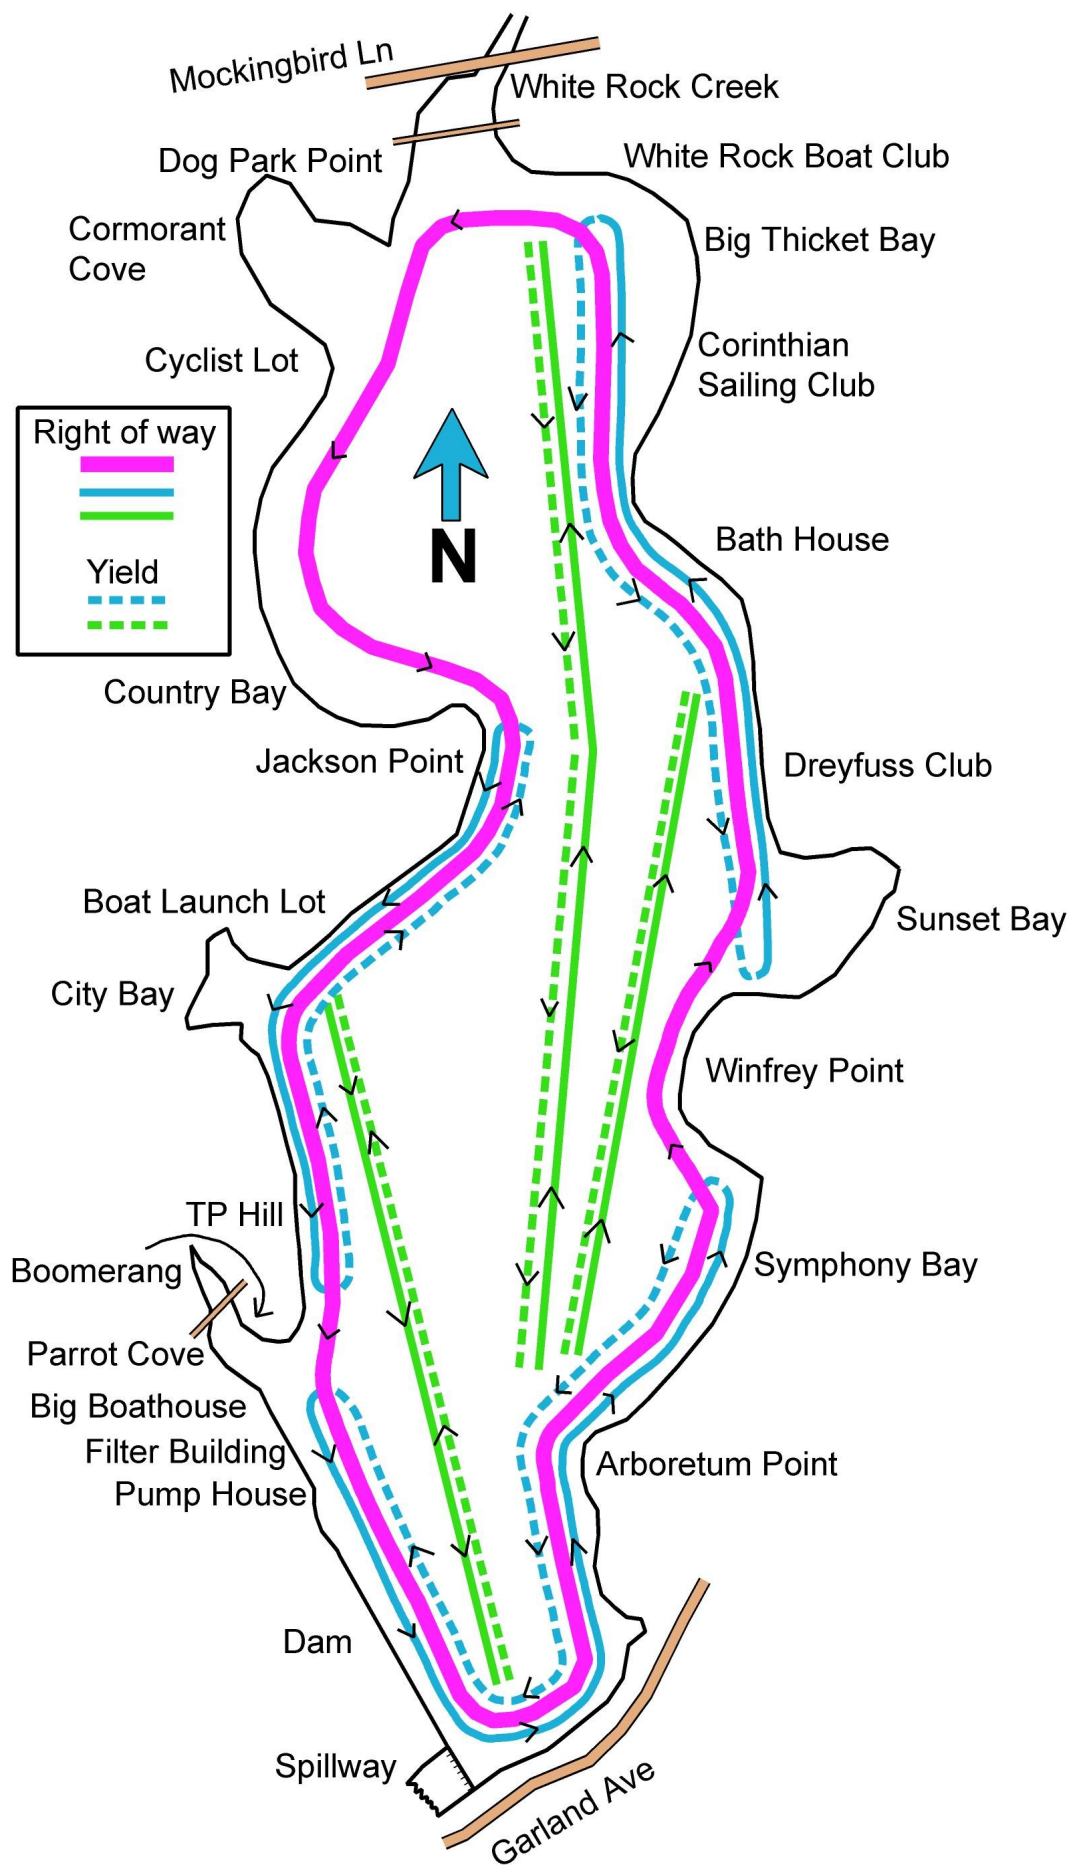 Mockingbird Ln
White Rock Creek
Dog Park Point
White Rock Boat Club
Cormorant
Cove
Big Thicket Bay
Cyclist Lot
Corinthian
Sailing Club
Right of way
Yield
N
Bath House
Country Bay
Jackson Point
Dreyfuss Club
Boat Launch Lot
Sunset Bay
City Bay
Winfrey Point
TP Hill
Boomerang
Symphony Bay
Parrot Cove
Big Boathouse
Filter Building
Pump House
Arboretum Point
Dam
Spillway
Garland Ave